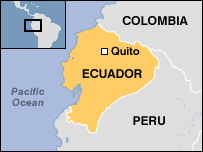 COLOMBIA
Quito
ECUADOR
Pacific
Ocean
PERU